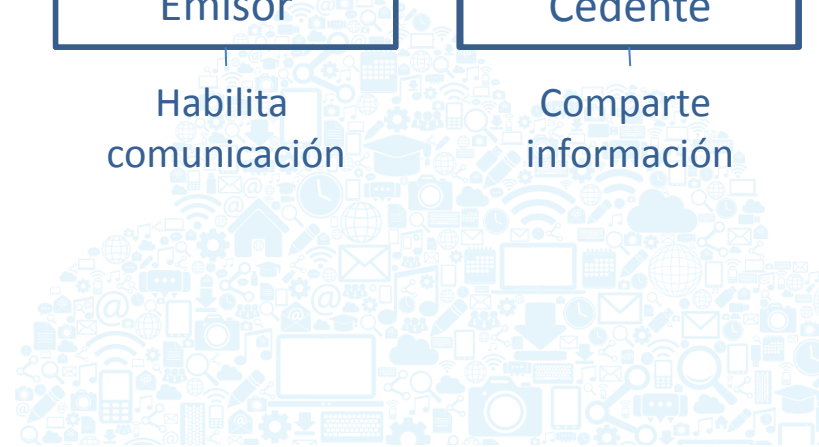 Emisor
Cedente
Habilita
comunicación
Comparte
información